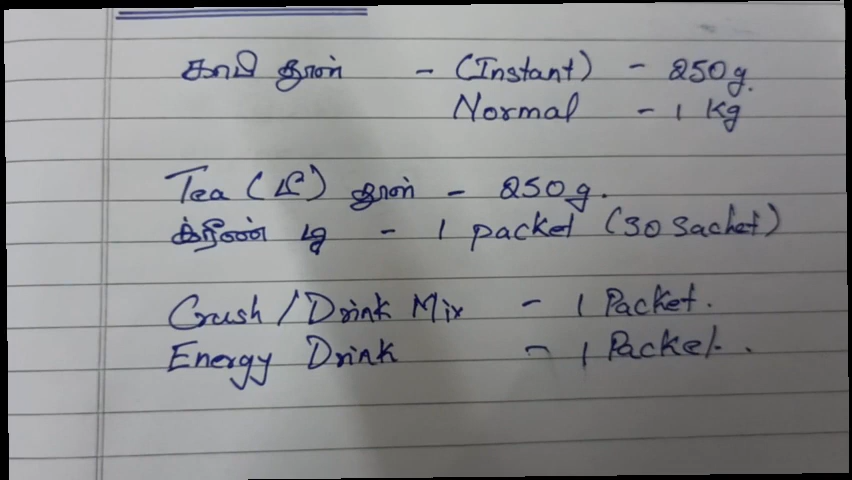 காபி தூள் - (Instant) - 250g.
Normal - 1 Kg
Tea (டீ) தூள் - 250g.
க்ரீண் டீ - 1 packet (30 Sachet)
Crush / Drink Mix - 1 Packet.
Energy Drink - 1 Packet.